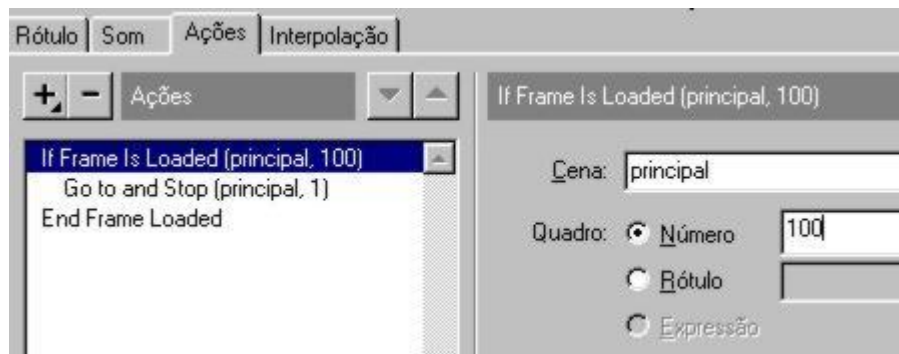 Rótulo Som Ações Interpolação
+ - Ações
If Frame Is Loaded (principal, 100)
Go to and Stop (principal, 1)
End Frame Loaded
If Frame Is Loaded (principal, 100)
Cena: principal
Quadro: Número 100
Rótulo
Expressão